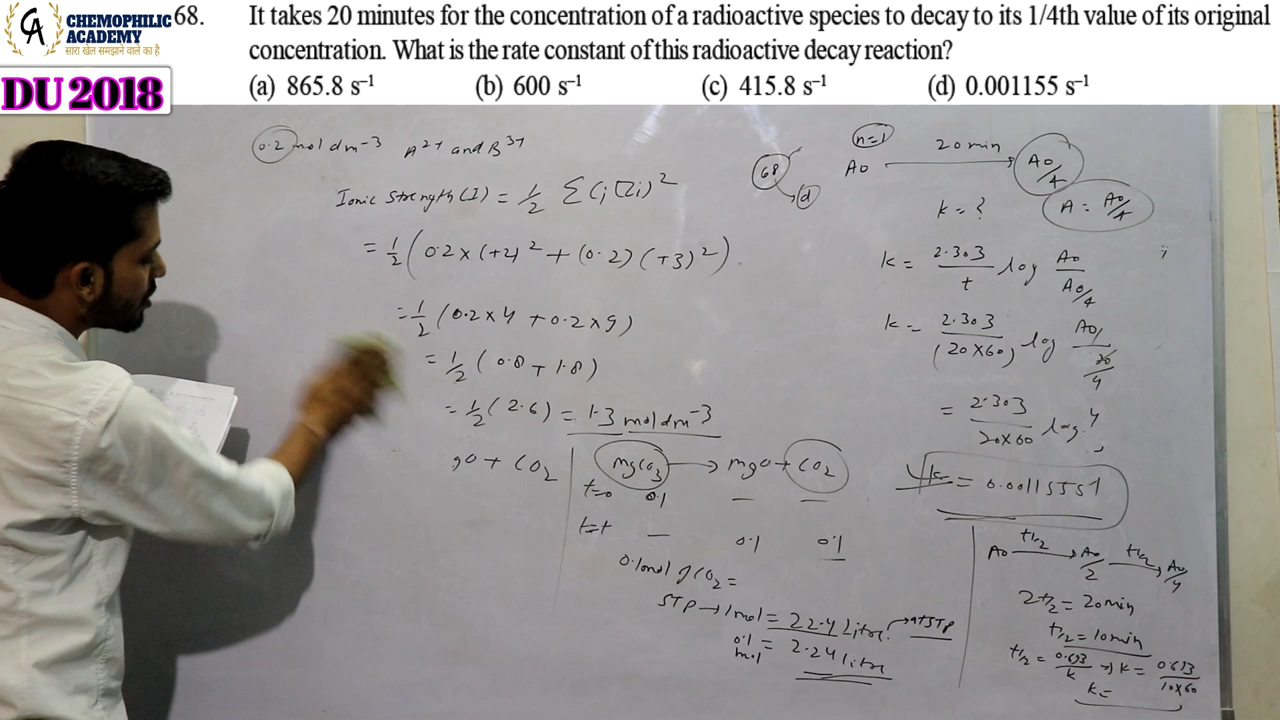 CHEMOPHILIC
ACADEMY
सारा खेल समझाने वाले का है
DU 2018
68. It takes 20 minutes for the concentration of a radioactive species to decay to its 1/4th value of its original
concentration. What is the rate constant of this radioactive decay reaction?
(a) 865.8 s⁻¹ (b) 600 s⁻¹ (c) 415.8 s⁻¹ (d) 0.001155 s⁻¹
0.2 mol dm⁻³ A²⁺ and B³⁺
Ionic Strength (I) = 1/2 Σ Ci (Zi)²
= 1/2 (0.2 × (+2)² + (0.2) (+3)²)
= 1/2 (0.2 × 4 + 0.2 × 9)
= 1/2 (0.8 + 1.8)
= 1/2 (2.6) = 1.3 mol dm⁻³
gO + CO₂
MgCO₃ → MgO + CO₂
t=0 0.1 — —
t=t — 0.1 0.1
0.1 mol of CO₂ =
STP → 1 mol = 22.4 Litre → at STP
0.1 mol = 2.24 litre
68 → d
n=1
A₀ 20 min → A₀/4
k = ? A = A₀/4
k = 2.303/t log A₀/A₀/4
k = 2.303/(20×60) log A₀/A₀/4
= 2.303/20×60 log 4
k = 0.001155 s⁻¹
A₀ t1/2 → A₀/2 t1/2 → A₀/4
2t1/2 = 20 min
t1/2 = 10 min
t1/2 = 0.693/k → k = 0.693/10×60
k =